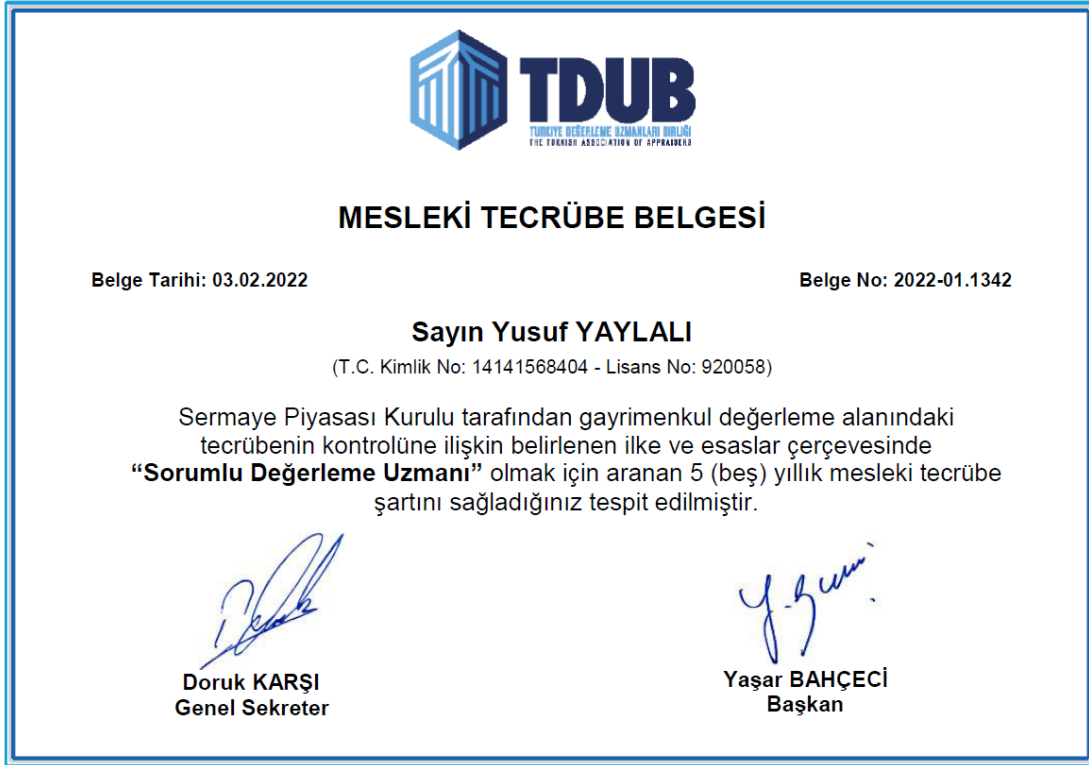 TDUB
TÜRKİYE DEĞERLEME UZMANLARI BİRLİĞİ
THE TURKISH ASSOCIATION OF APPRAISERS
MESLEKİ TECRÜBE BELGESİ
Belge Tarihi: 03.02.2022
Belge No: 2022-01.1342
Sayın Yusuf YAYLALI
(T.C. Kimlik No: 14141568404 - Lisans No: 920058)
Sermaye Piyasası Kurulu tarafından gayrimenkul değerleme alanındaki
tecrübenin kontrolüne ilişkin belirlenen ilke ve esaslar çerçevesinde
“Sorumlu Değerleme Uzmanı” olmak için aranan 5 (beş) yıllık mesleki tecrübe
şartını sağladığınız tespit edilmiştir.
Doruk KARŞI
Genel Sekreter
Yaşar BAHÇECİ
Başkan